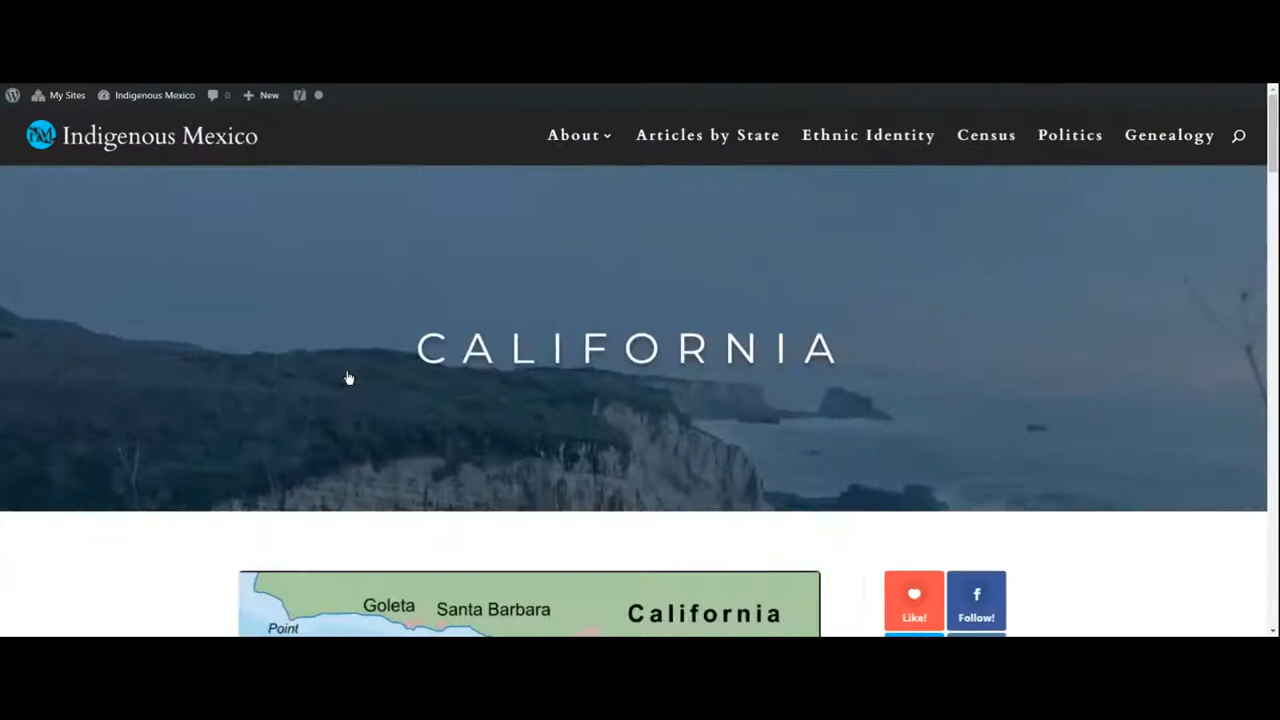 My Sites Indigenous Mexico 0 New
Indigenous Mexico About Articles by State Ethnic Identity Census Politics Genealogy
CALIFORNIA
Goleta Santa Barbara California
Point
Like! Follow!